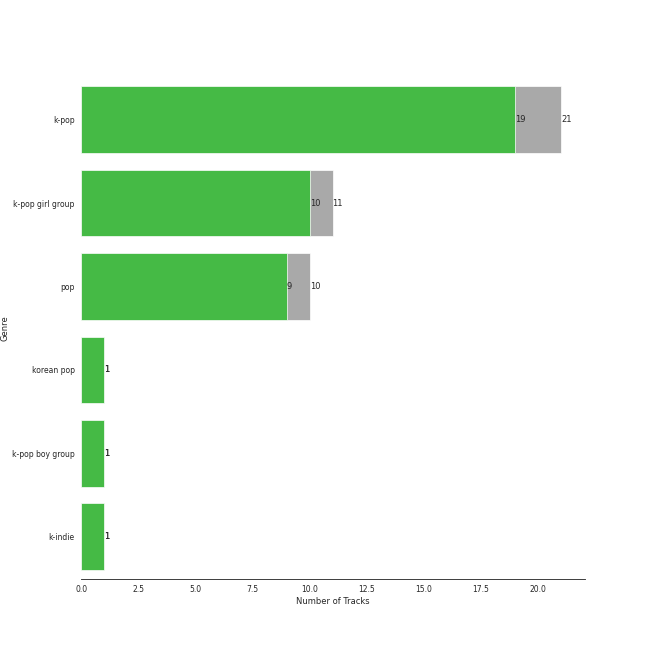 k-pop 19 21
k-pop girl group 10 11
pop 9 10
korean pop 1
k-pop boy group 1
k-indie 1
Genre
0.0 2.5 5.0 7.5 10.0 12.5 15.0 17.5 20.0
Number of Tracks